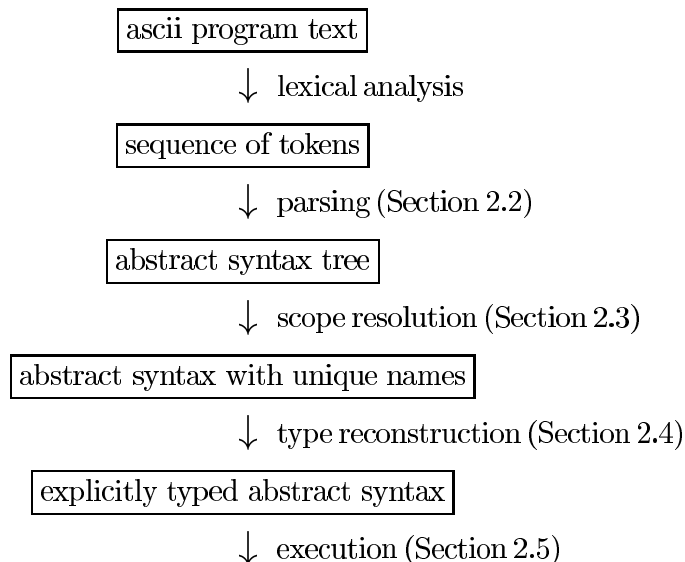 ascii program text
lexical analysis
sequence of tokens
parsing (Section 2.2)
abstract syntax tree
scope resolution (Section 2.3)
abstract syntax with unique names
type reconstruction (Section 2.4)
explicitly typed abstract syntax
execution (Section 2.5)